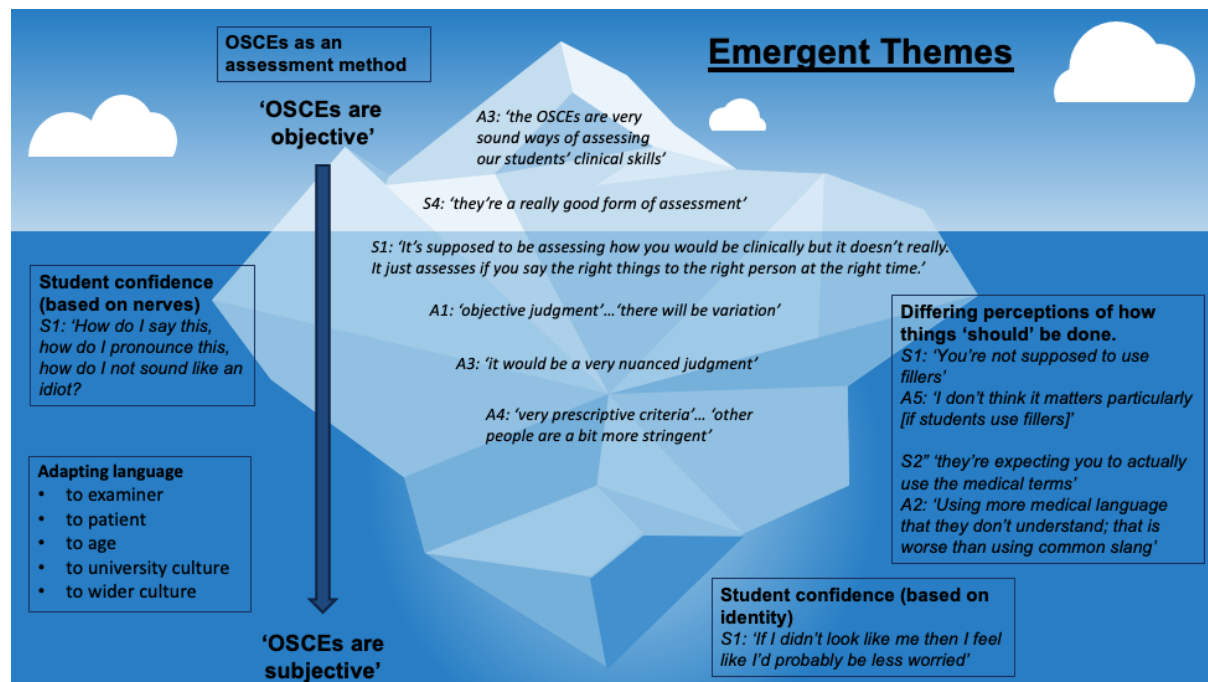 OSCEs as an
assessment method
Emergent Themes
‘OSCEs are
objective’
A3: ‘the OSCEs are very
sound ways of assessing
our students’ clinical skills’
S4: ‘they’re a really good form of assessment’
S1: ‘It’s supposed to be assessing how you would be clinically but it doesn’t really.
It just assesses if you say the right things to the right person at the right time.’
A1: ‘objective judgment’…‘there will be variation’
A3: ‘it would be a very nuanced judgment’
A4: ‘very prescriptive criteria’… ‘other
people are a bit more stringent’
Student confidence
(based on nerves)
S1: ‘How do I say this,
how do I pronounce this,
how do I not sound like an
idiot?
Adapting language
• to examiner
• to patient
• to age
• to university culture
• to wider culture
‘OSCEs are
subjective’
Differing perceptions of how
things ‘should’ be done.
S1: ‘You’re not supposed to use
fillers’
A5: ‘I don’t think it matters particularly
[if students use fillers]’
S2” ‘they’re expecting you to actually
use the medical terms’
A2: ‘Using more medical language
that they don’t understand; that is
worse than using common slang’
Student confidence (based on
identity)
S1: ‘If I didn’t look like me then I feel
like I’d probably be less worried’